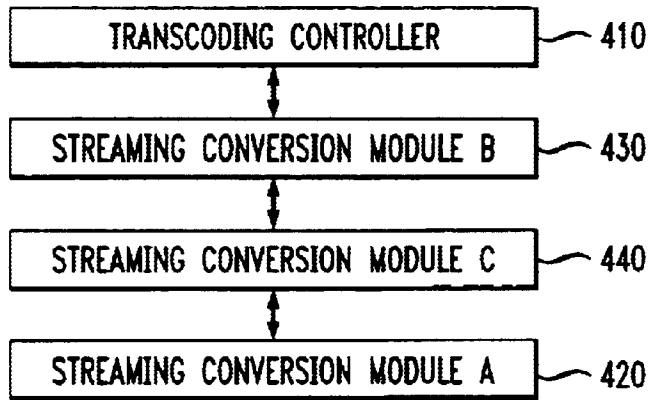 TRANSCODING CONTROLLER 410
STREAMING CONVERSION MODULE B 430
STREAMING CONVERSION MODULE C 440
STREAMING CONVERSION MODULE A 420